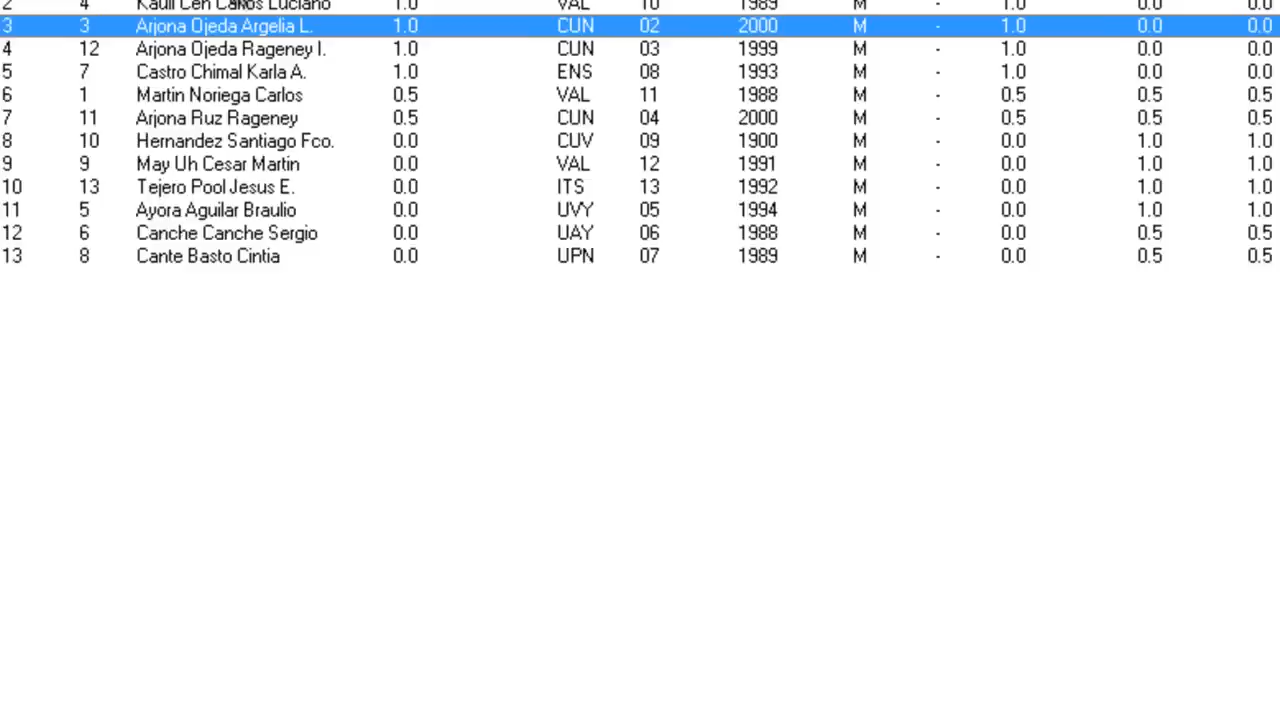 2 4 Kauil Cen Carlos Luciano 1.0 VAL 10 1989 M - 1.0 0.0 0.0
3 3 Arjona Ojeda Argelia L. 1.0 CUN 02 2000 M - 1.0 0.0 0.0
4 12 Arjona Ojeda Rageney I. 1.0 CUN 03 1999 M - 1.0 0.0 0.0
5 7 Castro Chimal Karla A. 1.0 ENS 08 1993 M - 1.0 0.0 0.0
6 1 Martin Noriega Carlos 0.5 VAL 11 1988 M - 0.5 0.5 0.5
7 11 Arjona Ruz Rageney 0.5 CUN 04 2000 M - 0.5 0.5 0.5
8 10 Hernandez Santiago Fco. 0.0 CUV 09 1900 M - 0.0 1.0 1.0
9 9 May Uh Cesar Martin 0.0 VAL 12 1991 M - 0.0 1.0 1.0
10 13 Tejero Pool Jesus E. 0.0 ITS 13 1992 M - 0.0 1.0 1.0
11 5 Ayora Aguilar Braulio 0.0 UVY 05 1994 M - 0.0 1.0 1.0
12 6 Canche Canche Sergio 0.0 UAY 06 1988 M - 0.0 0.5 0.5
13 8 Cante Basto Cintia 0.0 UPN 07 1989 M - 0.0 0.5 0.5